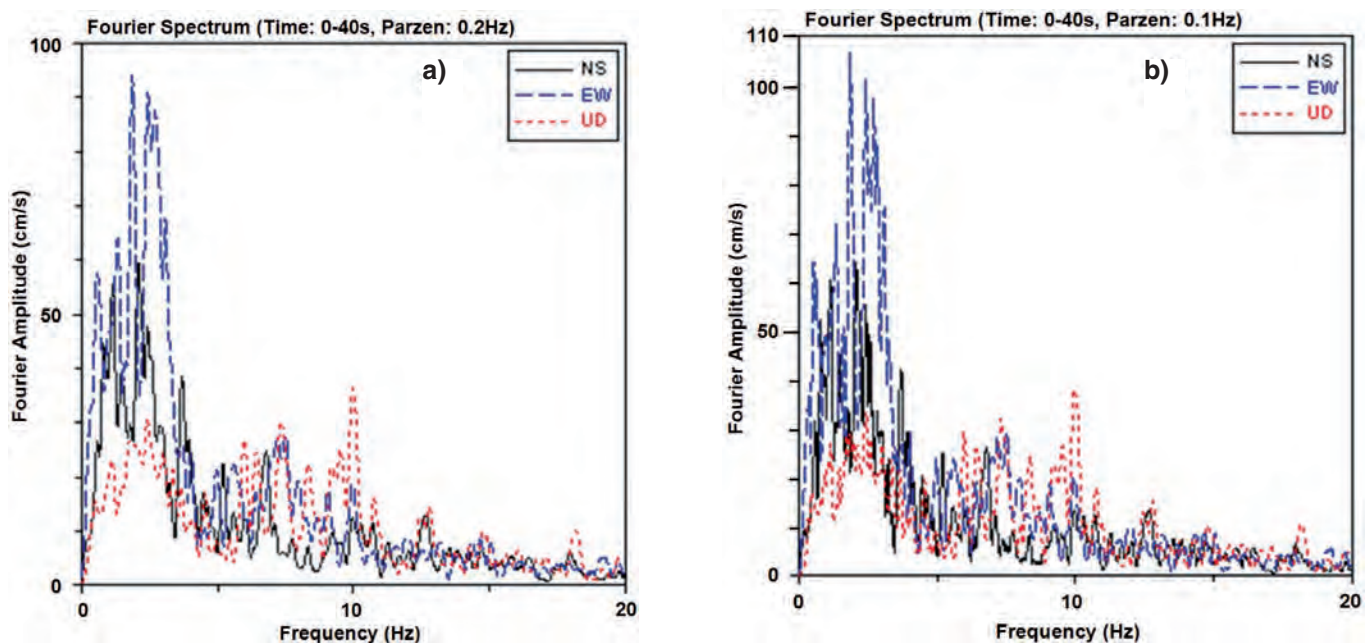 Fourier Spectrum (Time: 0-40s, Parzen: 0.2Hz)
100
50
0
0
10
20
Fourier Amplitude (cm/s)
Frequency (Hz)
a)
NS
EW
UD
Fourier Spectrum (Time: 0-40s, Parzen: 0.1Hz)
110
100
50
0
0
10
20
Fourier Amplitude (cm/s)
Frequency (Hz)
b)
NS
EW
UD